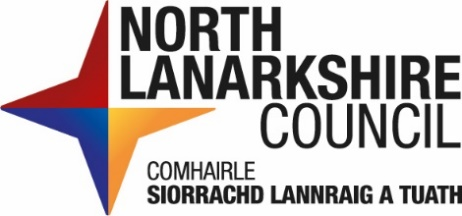 NORTH
LANARKSHIRE
COUNCIL
COMHAIRLE
SIORRACHD LANNRAIG A TUATH